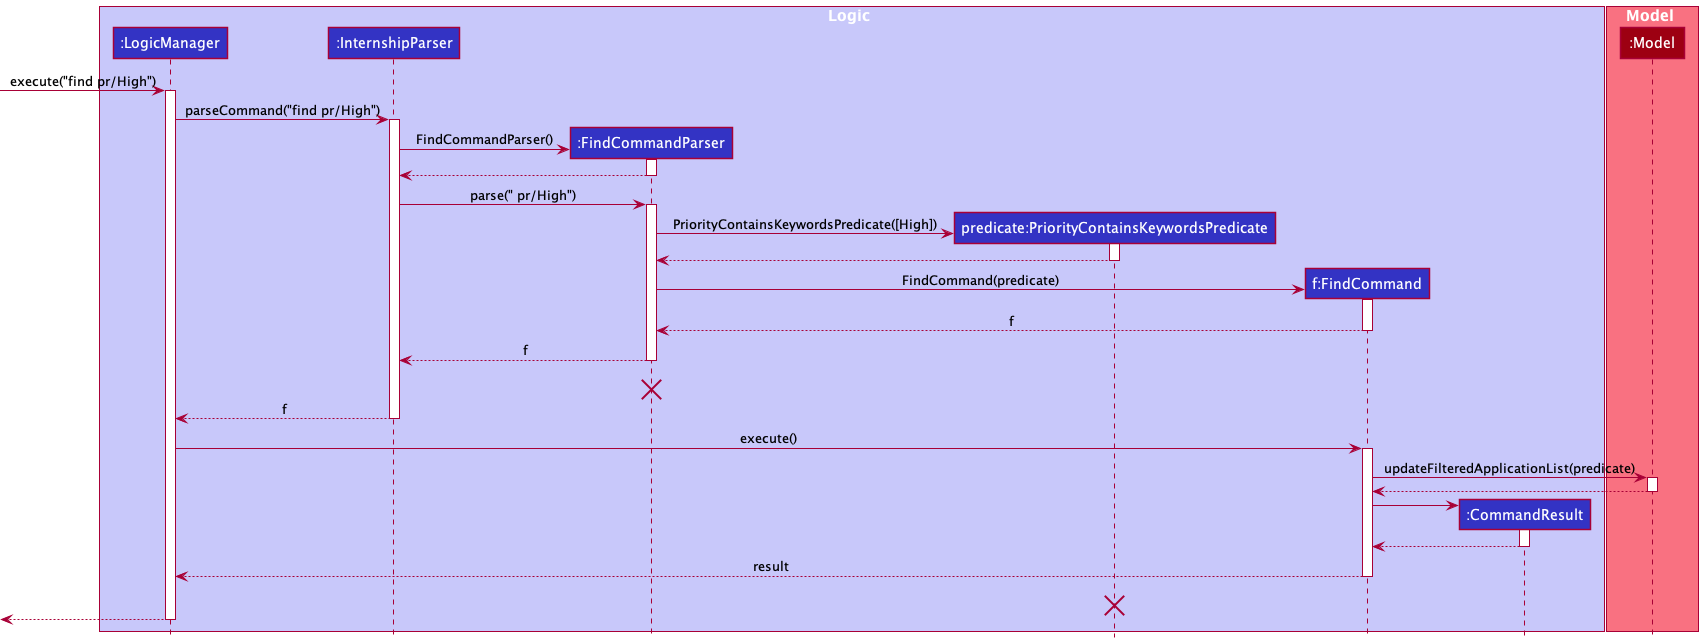 Logic
Model
:LogicManager
:InternshipParser
:Model
execute("find pr/High")
parseCommand("find pr/High")
FindCommandParser()
:FindCommandParser
parse(" pr/High")
PriorityContainsKeywordsPredicate([High])
predicate:PriorityContainsKeywordsPredicate
FindCommand(predicate)
f:FindCommand
f
f
f
execute()
updateFilteredApplicationList(predicate)
:CommandResult
result